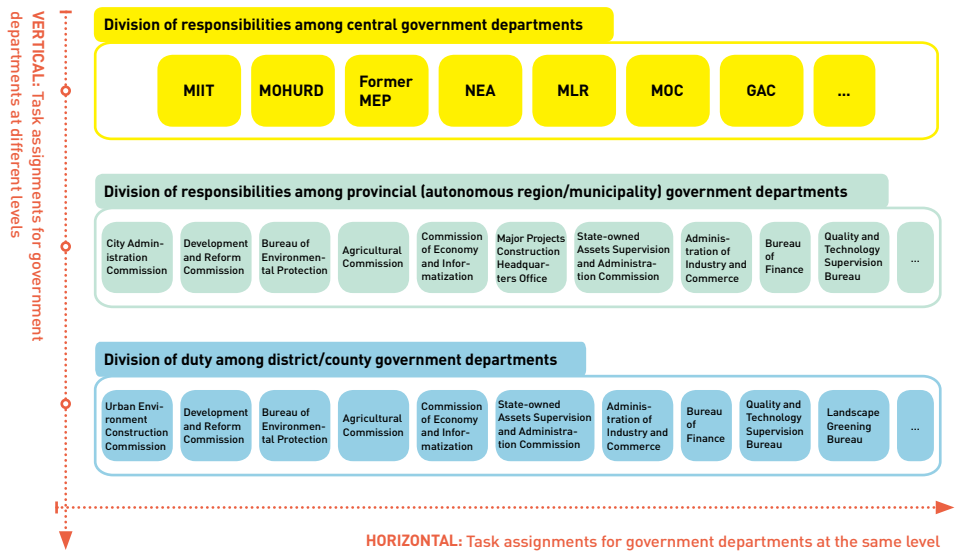 VERTICAL: Task assignments for government
departments at different levels
Division of responsibilities among central government departments
MIIT
MOHURD
Former
MEP
NEA
MLR
MOC
GAC
...
Division of responsibilities among provincial (autonomous region/municipality) government departments
City Admin-
istration
Commission
Development
and Reform
Commission
Bureau of
Environmen-
tal Protection
Agricultural
Commission
Commission
of Economy
and Infor-
matization
Major Projects
Construction
Headquar-
ters Office
State-owned
Assets Supervision
and Administra-
tion Commission
Adminis-
tration of
Industry and
Commerce
Bureau
of
Finance
Quality and
Technology
Supervision
Bureau
...
Division of duty among district/county government departments
Urban Envi-
ronment
Construction
Commission
Development
and Reform
Commission
Bureau of
Environmen-
tal Protection
Agricultural
Commission
Commission
of Economy
and Infor-
matization
State-owned
Assets Supervision
and Administra-
tion Commission
Adminis-
tration of
Industry and
Commerce
Bureau
of
Finance
Quality and
Technology
Supervision
Bureau
Landscape
Greening
Bureau
...
HORIZONTAL: Task assignments for government departments at the same level